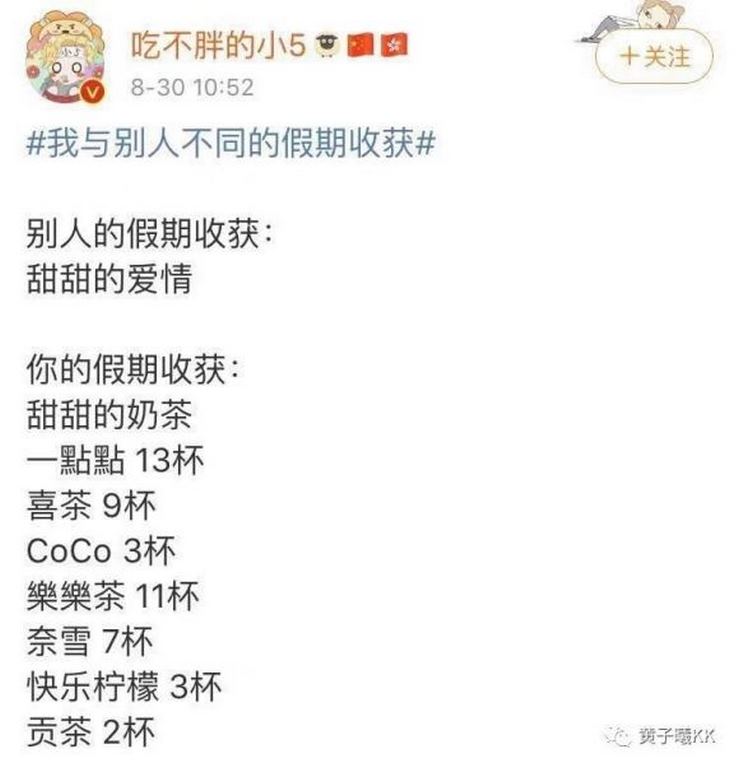 吃不胖的小5
8-30 10:52
+关注
#我与别人不同的假期收获#
别人的假期收获：
甜甜的爱情
你的假期收获：
甜甜的奶茶
一點點 13杯
喜茶 9杯
CoCo 3杯
樂樂茶 11杯
奈雪 7杯
快乐柠檬 3杯
贡茶 2杯
黄子曦KK